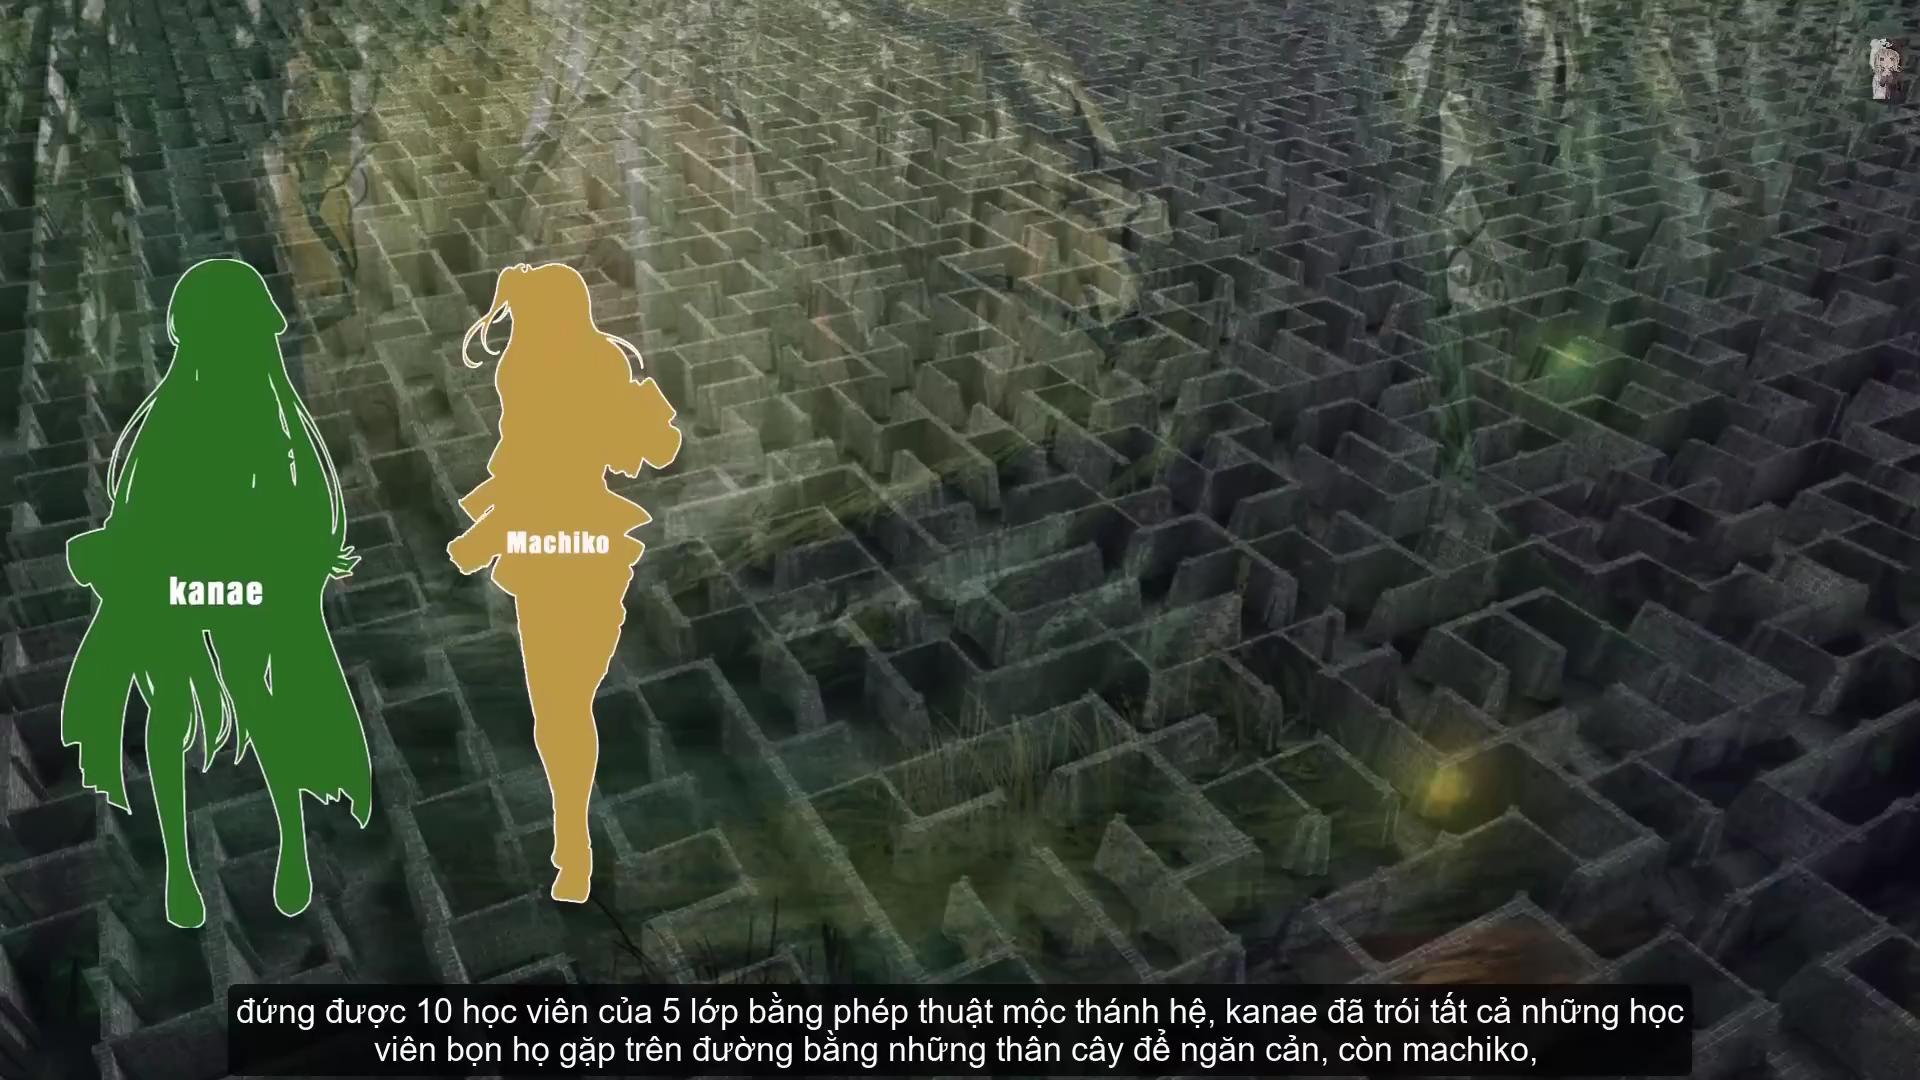 Machiko
kanae
đứng được 10 học viên của 5 lớp bằng phép thuật mộc thánh hệ, kanae đã trói tất cả những học
viên bọn họ gặp trên đường bằng những thân cây để ngăn cản, còn machiko,